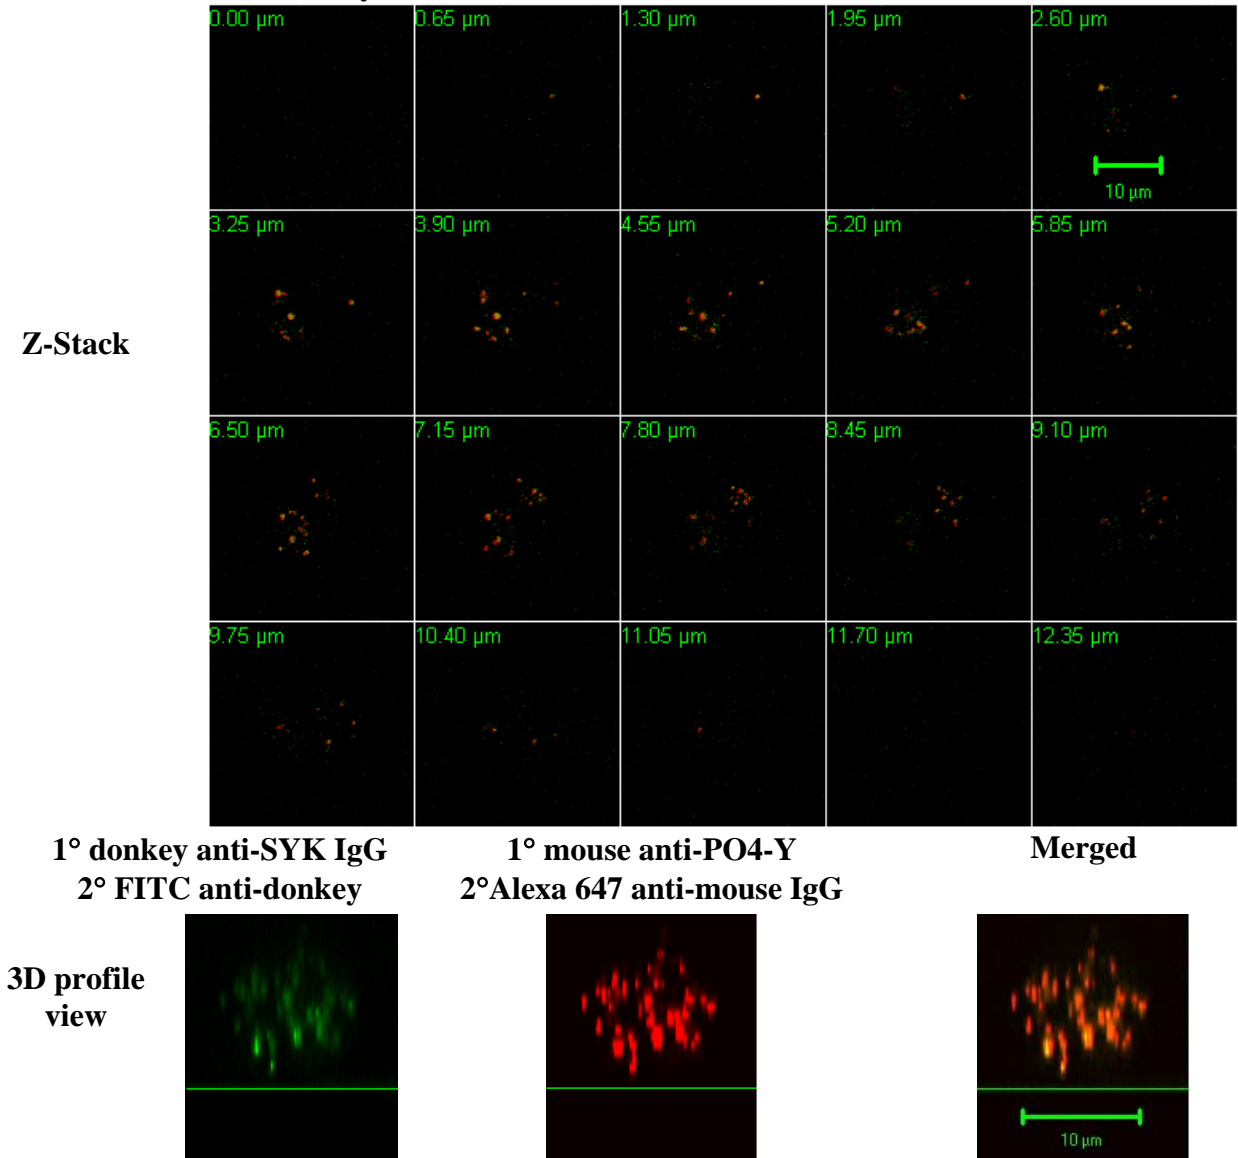 0.00 µm 0.65 µm 1.30 µm 1.95 µm 2.60 µm
10 µm
3.25 µm 3.90 µm 4.55 µm 5.20 µm 5.85 µm
Z-Stack
6.50 µm 7.15 µm 7.80 µm 8.45 µm 9.10 µm
9.75 µm 10.40 µm 11.05 µm 11.70 µm 12.35 µm
1° donkey anti-SYK IgG 1° mouse anti-PO4-Y Merged
2° FITC anti-donkey 2°Alexa 647 anti-mouse IgG
3D profile
view
10 µm